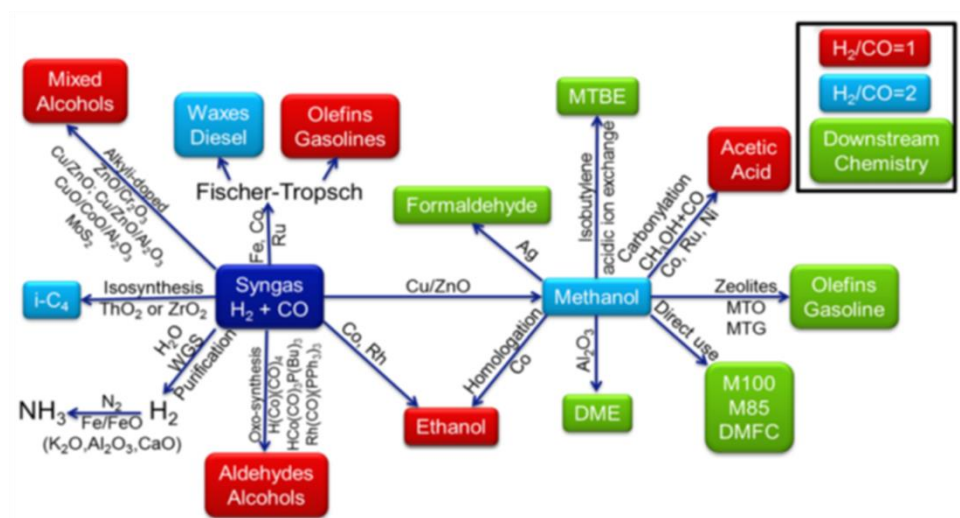 H2/CO=1
H2/CO=2
Downstream
Chemistry
Mixed
Alcohols
Waxes
Diesel
Olefins
Gasolines
MTBE
Acetic
Acid
Alkyli-doped
ZnO/Cr2O3
Cu/ZnO; Cu/ZnO/Al2O3
CuO/CoO/Al2O3
MoS2
Fischer-Tropsch
Fe, Co
Ru
Formaldehyde
Ag
Isobutylene
acidic ion exchange
Carbonylation
CH3OH+CO
Co, Ru, Ni
i-C4
Isosynthesis
ThO2 or ZrO2
Syngas
H2 + CO
Cu/ZnO
Methanol
Zeolites
MTO
MTG
Olefins
Gasoline
H2O
WGS
Purification
NH3
N2
Fe/FeO
(K2O,Al2O3,CaO)
H2
Oxo-synthesis
H(Co)(CO)4
HCo(CO)3P(Bu)3
Rh(CO)(PPh3)3
Co, Rh
Homologation
Co
Al2O3
Direct use
Aldehydes
Alcohols
Ethanol
DME
M100
M85
DMFC